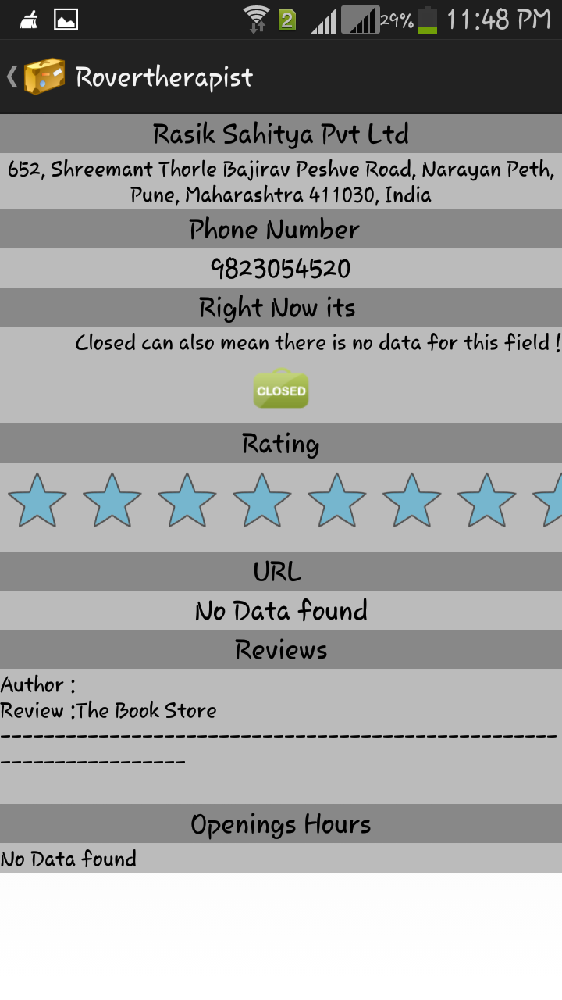 2 29% 11:48 PM
Rovertherapist
Rasik Sahitya Pvt Ltd
652, Shreemant Thorle Bajirav Peshve Road, Narayan Peth,
Pune, Maharashtra 411030, India
Phone Number
9823054520
Right Now its
Closed can also mean there is no data for this field !
CLOSED
Rating
URL
No Data found
Reviews
Author :
Review :The Book Store
---------------------------------------------------
-----------------
Openings Hours
No Data found